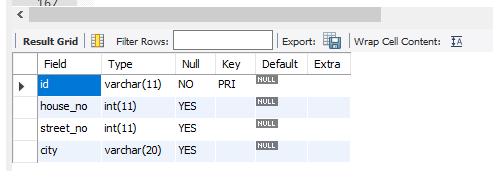 167
Result Grid Filter Rows: Export: Wrap Cell Content:
Field Type Null Key Default Extra
id varchar(11) NO PRI NULL
house_no int(11) YES NULL
street_no int(11) YES NULL
city varchar(20) YES NULL